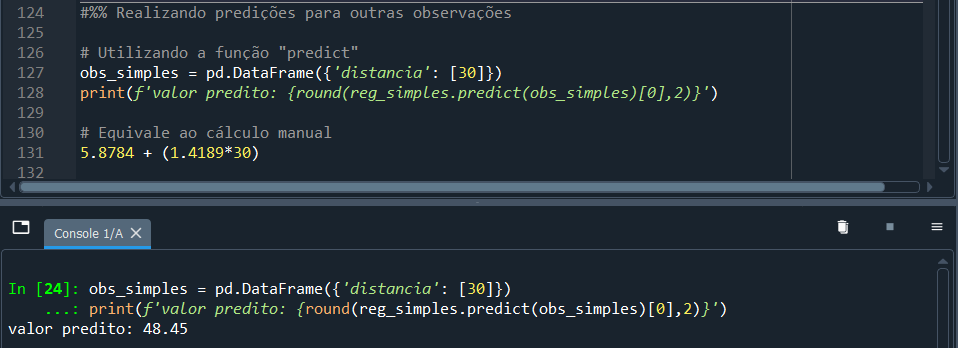 124 #%% Realizando predições para outras observações
125
126 # Utilizando a função "predict"
127 obs_simples = pd.DataFrame({'distancia': [30]})
128 print(f'valor predito: {round(reg_simples.predict(obs_simples)[0],2)}')
129
130 # Equivale ao cálculo manual
131 5.8784 + (1.4189*30)
132
Console 1/A
In [24]: obs_simples = pd.DataFrame({'distancia': [30]})
...: print(f'valor predito: {round(reg_simples.predict(obs_simples)[0],2)}')
valor predito: 48.45